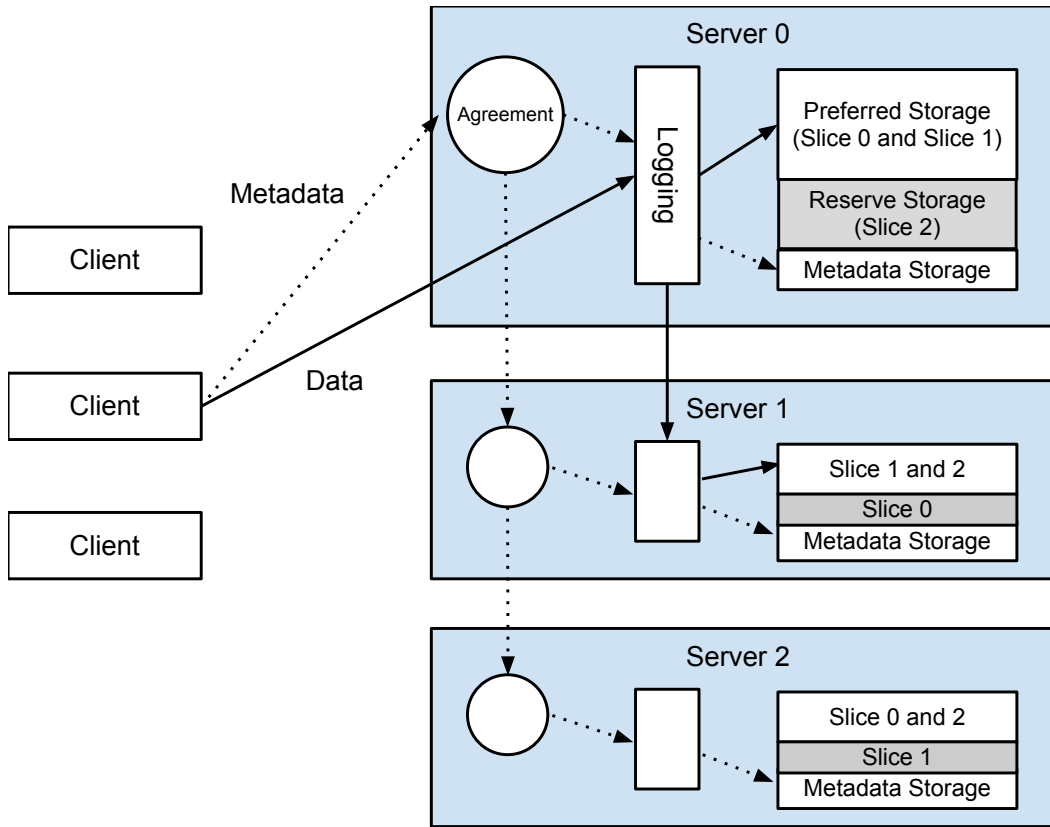 Server 0
Agreement
Logging
Preferred Storage
(Slice 0 and Slice 1)
Reserve Storage
(Slice 2)
Metadata Storage
Metadata
Client
Client
Data
Client
Server 1
Slice 1 and 2
Slice 0
Metadata Storage
Server 2
Slice 0 and 2
Slice 1
Metadata Storage